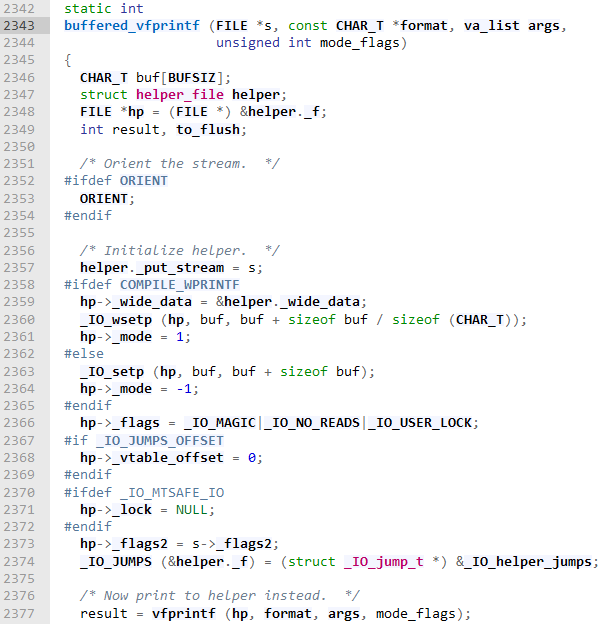 2342 static int
2343 buffered_vfprintf (FILE *s, const CHAR_T *format, va_list args,
2344                    unsigned int mode_flags)
2345 {
2346   CHAR_T buf[BUFSIZ];
2347   struct helper_file helper;
2348   FILE *hp = (FILE *) &helper._f;
2349   int result, to_flush;
2350
2351   /* Orient the stream.  */
2352 #ifdef ORIENT
2353   ORIENT;
2354 #endif
2355
2356   /* Initialize helper.  */
2357   helper._put_stream = s;
2358 #ifdef COMPILE_WPRINTF
2359   hp->_wide_data = &helper._wide_data;
2360   _IO_wsetp (hp, buf, buf + sizeof buf / sizeof (CHAR_T));
2361   hp->_mode = 1;
2362 #else
2363   _IO_setp (hp, buf, buf + sizeof buf);
2364   hp->_mode = -1;
2365 #endif
2366   hp->_flags = _IO_MAGIC|_IO_NO_READS|_IO_USER_LOCK;
2367 #if _IO_JUMPS_OFFSET
2368   hp->_vtable_offset = 0;
2369 #endif
2370 #ifdef _IO_MTSAFE_IO
2371   hp->_lock = NULL;
2372 #endif
2373   hp->_flags2 = s->_flags2;
2374   _IO_JUMPS (&helper._f) = (struct _IO_jump_t *) &_IO_helper_jumps;
2375
2376   /* Now print to helper instead.  */
2377   result = vfprintf (hp, format, args, mode_flags);